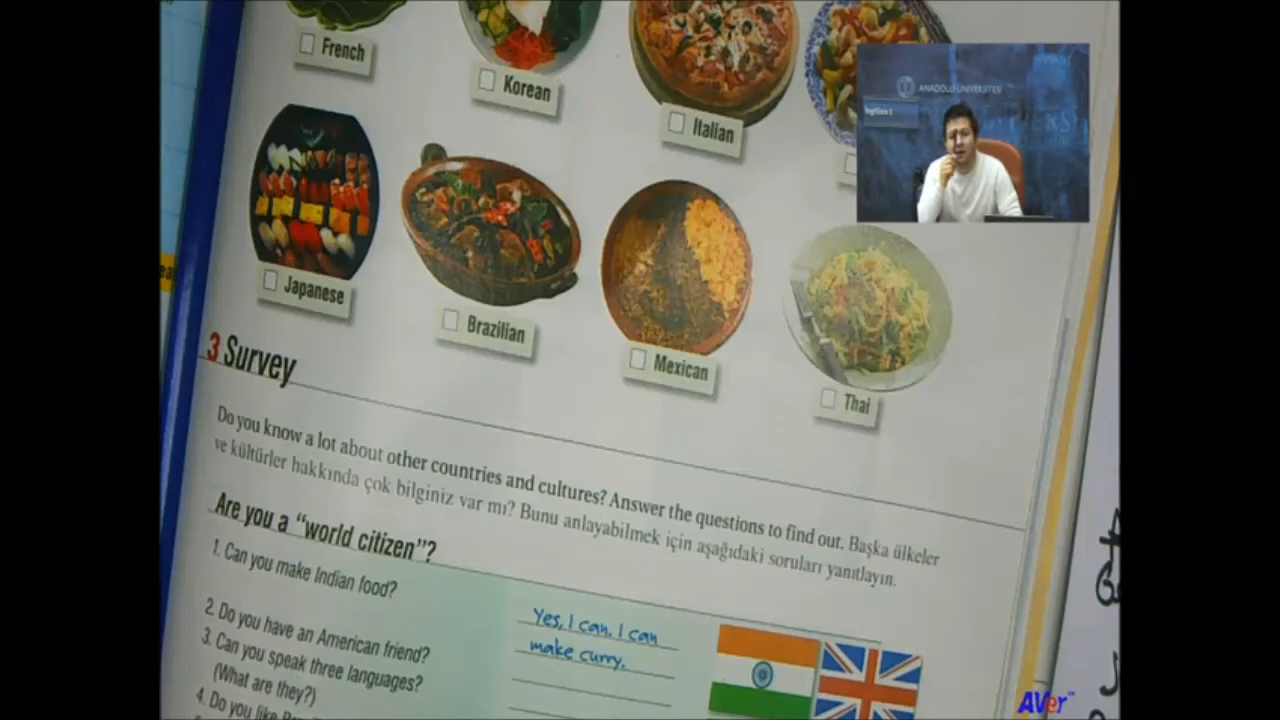 French
Korean
Italian
ANADOLU ÜNİVERSİTESİ
Japanese
Brazilian
Mexican
Thai
3 Survey
Do you know a lot about other countries and cultures? Answer the questions to find out. Başka ülkeler
ve kültürler hakkında çok bilginiz var mı? Bunu anlayabilmek için aşağıdaki soruları yanıtlayın.
Are you a “world citizen”?
1. Can you make Indian food?
Yes, I can. I can
make curry.
2. Do you have an American friend?
3. Can you speak three languages?
(What are they?)
4. Do you like
AVer